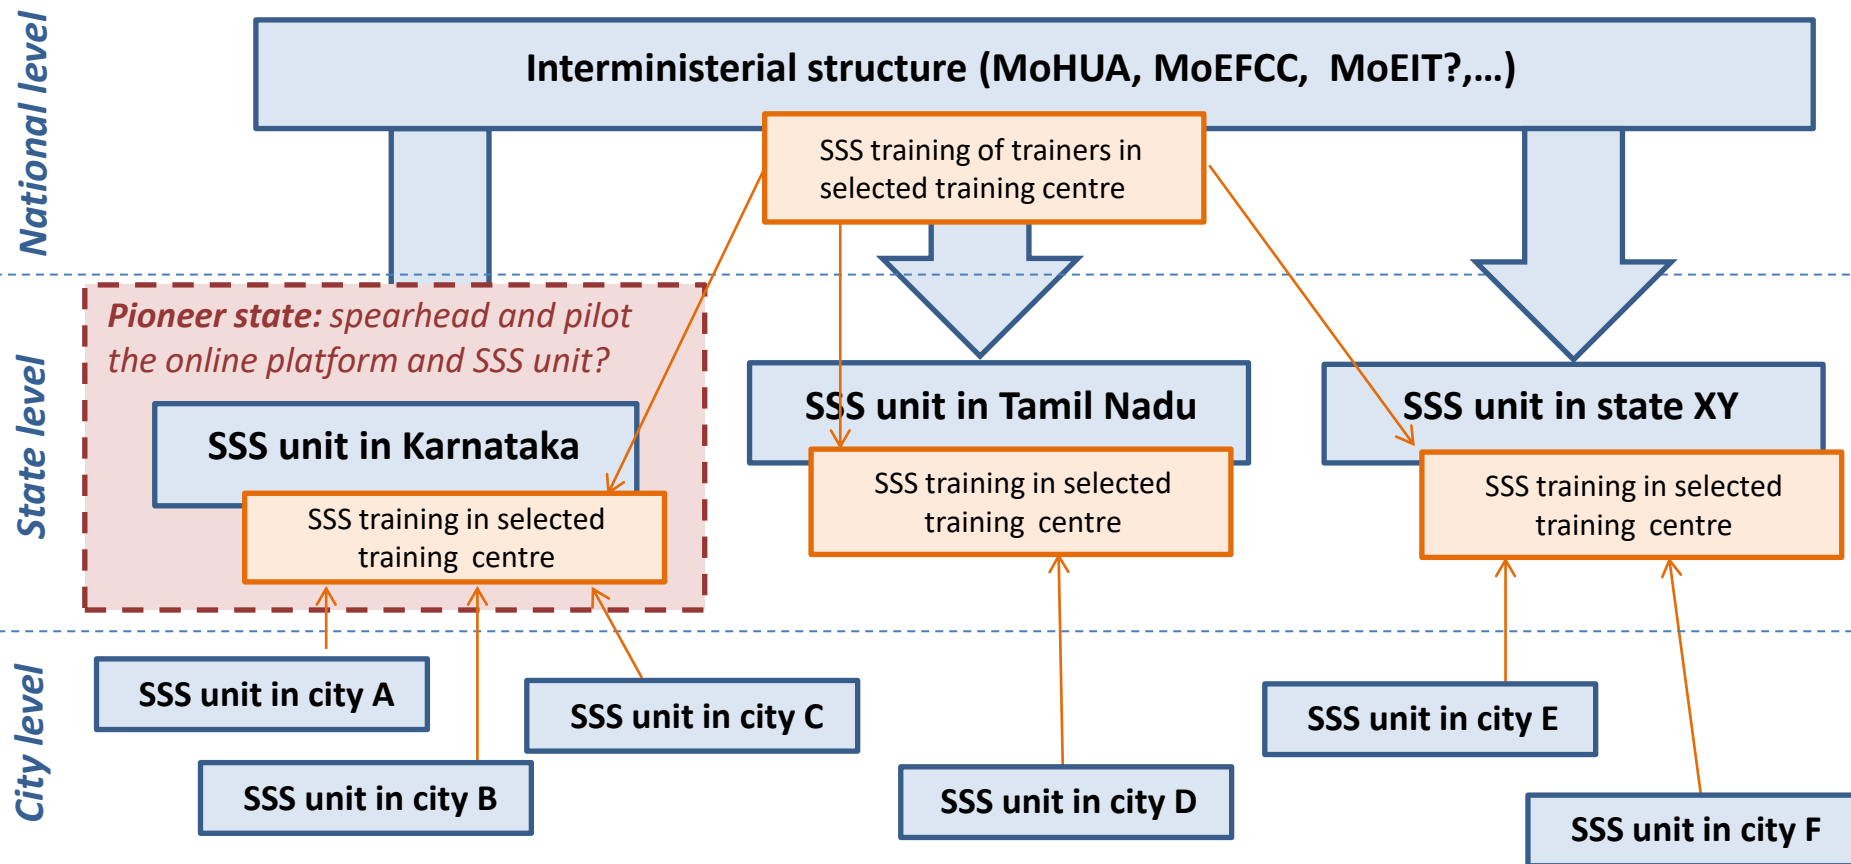 National level
Interministerial structure (MoHUA, MoEFCC, MoEIT?,...)
SSS training of trainers in
selected training centre
State level
Pioneer state: spearhead and pilot
the online platform and SSS unit?
SSS unit in Karnataka
SSS training in selected
training centre
SSS unit in Tamil Nadu
SSS training in selected
training centre
SSS unit in state XY
SSS training in selected
training centre
City level
SSS unit in city A
SSS unit in city B
SSS unit in city C
SSS unit in city D
SSS unit in city E
SSS unit in city F